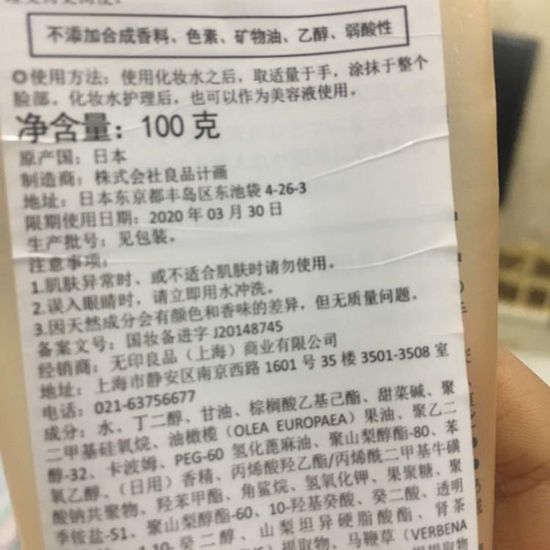 不添加合成香料、色素、矿物油、乙醇、弱酸性
◎使用方法：使用化妆水之后，取适量于手，涂抹于整个
脸部。化妆水护理后，也可以作为美容液使用。
净含量：100 克
原产国：日本
制造商：株式会社良品计画
地址：日本东京都丰岛区东池袋 4-26-3
限期使用日期：2020 年 03 月 30 日
生产批号：见包装。
注意事项：
1.肌肤异常时、或不适合肌肤时请勿使用。
2.误入眼睛时，请立即用水冲洗。
3.因天然成分会有颜色和香味的差异，但无质量问题。
备案文号：国妆备进字 J20148745
经销商：无印良品（上海）商业有限公司
地址：上海市静安区南京西路 1601 号 35 楼 3501-3508 室
电话：021-63756677
成分：水、丁二醇、甘油、棕榈酸乙基己酯、甜菜碱、聚
二甲基硅氧烷、油橄榄（OLEA EUROPAEA）果油、聚乙二
醇-32、卡波姆、PEG-60 氢化蓖麻油、聚山梨醇酯-80、苯
氧乙醇、（日用）香精、丙烯酸羟乙酯/丙烯酰二甲基牛磺
酸钠共聚物、羟苯甲酯、角鲨烷、氢氧化钾、果聚糖、聚
季铵盐-51、聚山梨醇酯-60、10-羟基癸酸、癸二酸、透明
1,10-癸二醇、山梨坦异硬脂酸酯、肾茶
提取物、马鞭草（VERBENA
提取物